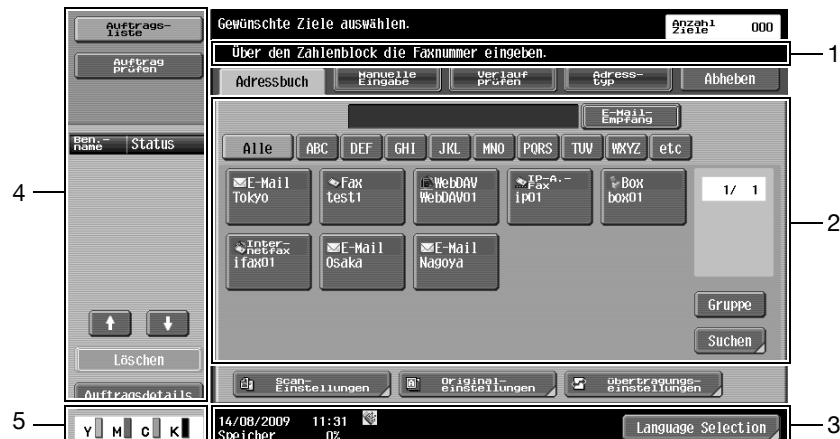 Auftrags-
liste
Auftrag
prüfen
Ben.-
name
Status
Löschen
Auftragsdetails
Y M C K
Gewünschte Ziele auswählen.
Anzahl
Ziele
000
Über den Zahlenblock die Faxnummer eingeben.
Adressbuch
Manuelle
Eingabe
Verlauf
prüfen
Adress-
typ
Abheben
E-Mail-
Empfang
Alle ABC DEF GHI JKL MNO PQRS TUV WXYZ etc
E-Mail
Tokyo
Fax
test1
WebDAV
WebDAV01
IP-A.-
Fax
ip01
Box
box01
1/ 1
Inter-
netfax
ifax01
E-Mail
Osaka
E-Mail
Nagoya
Gruppe
Suchen
Scan-
Einstellungen
Original-
einstellungen
Übertragungs-
einstellungen
14/08/2009 11:31
Speicher 0%
Language Selection
1
2
3
4
5